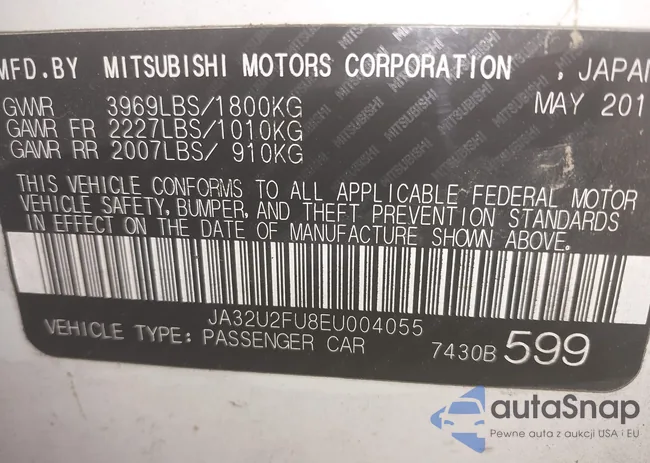 MFD.BY MITSUBISHI MOTORS CORPORATION , JAPAN
GVWR 3969LBS/1800KG MAY 201
GAWR FR 2227LBS/1010KG
GAWR RR 2007LBS/ 910KG
THIS VEHICLE CONFORMS TO ALL APPLICABLE FEDERAL MOTOR
VEHICLE SAFETY, BUMPER, AND THEFT PREVENTION STANDARDS
IN EFFECT ON THE DATE OF MANUFACTURE SHOWN ABOVE.
JA32U2FU8EU004055
VEHICLE TYPE: PASSENGER CAR 7430B 599
autaSnap
Pewne auta z aukcji USA i EU